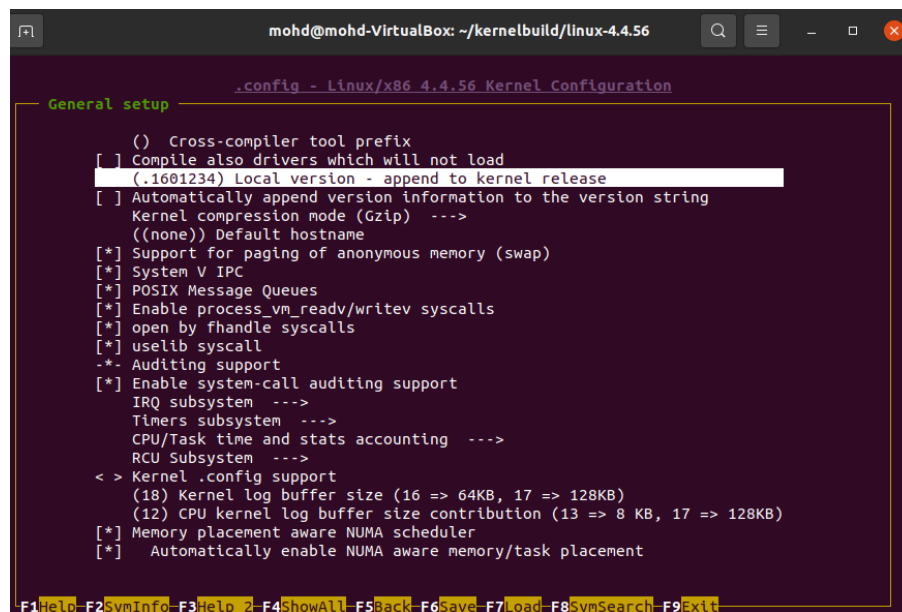 mohd@mohd-VirtualBox: ~/kernelbuild/linux-4.4.56
.config - Linux/x86 4.4.56 Kernel Configuration
General setup
() Cross-compiler tool prefix
[ ] Compile also drivers which will not load
(.1601234) Local version - append to kernel release
[ ] Automatically append version information to the version string
Kernel compression mode (Gzip) --->
((none)) Default hostname
[*] Support for paging of anonymous memory (swap)
[*] System V IPC
[*] POSIX Message Queues
[*] Enable process_vm_readv/writev syscalls
[*] open by fhandle syscalls
[*] uselib syscall
-*- Auditing support
[*] Enable system-call auditing support
IRQ subsystem --->
Timers subsystem --->
CPU/Task time and stats accounting --->
RCU Subsystem --->
< > Kernel .config support
(18) Kernel log buffer size (16 => 64KB, 17 => 128KB)
(12) CPU kernel log buffer size contribution (13 => 8 KB, 17 => 128KB)
[*] Memory placement aware NUMA scheduler
[*] Automatically enable NUMA aware memory/task placement
F1Help-F2SymInfo-F3Help 2-F4ShowAll-F5Back-F6Save-F7Load-F8SymSearch-F9Exit